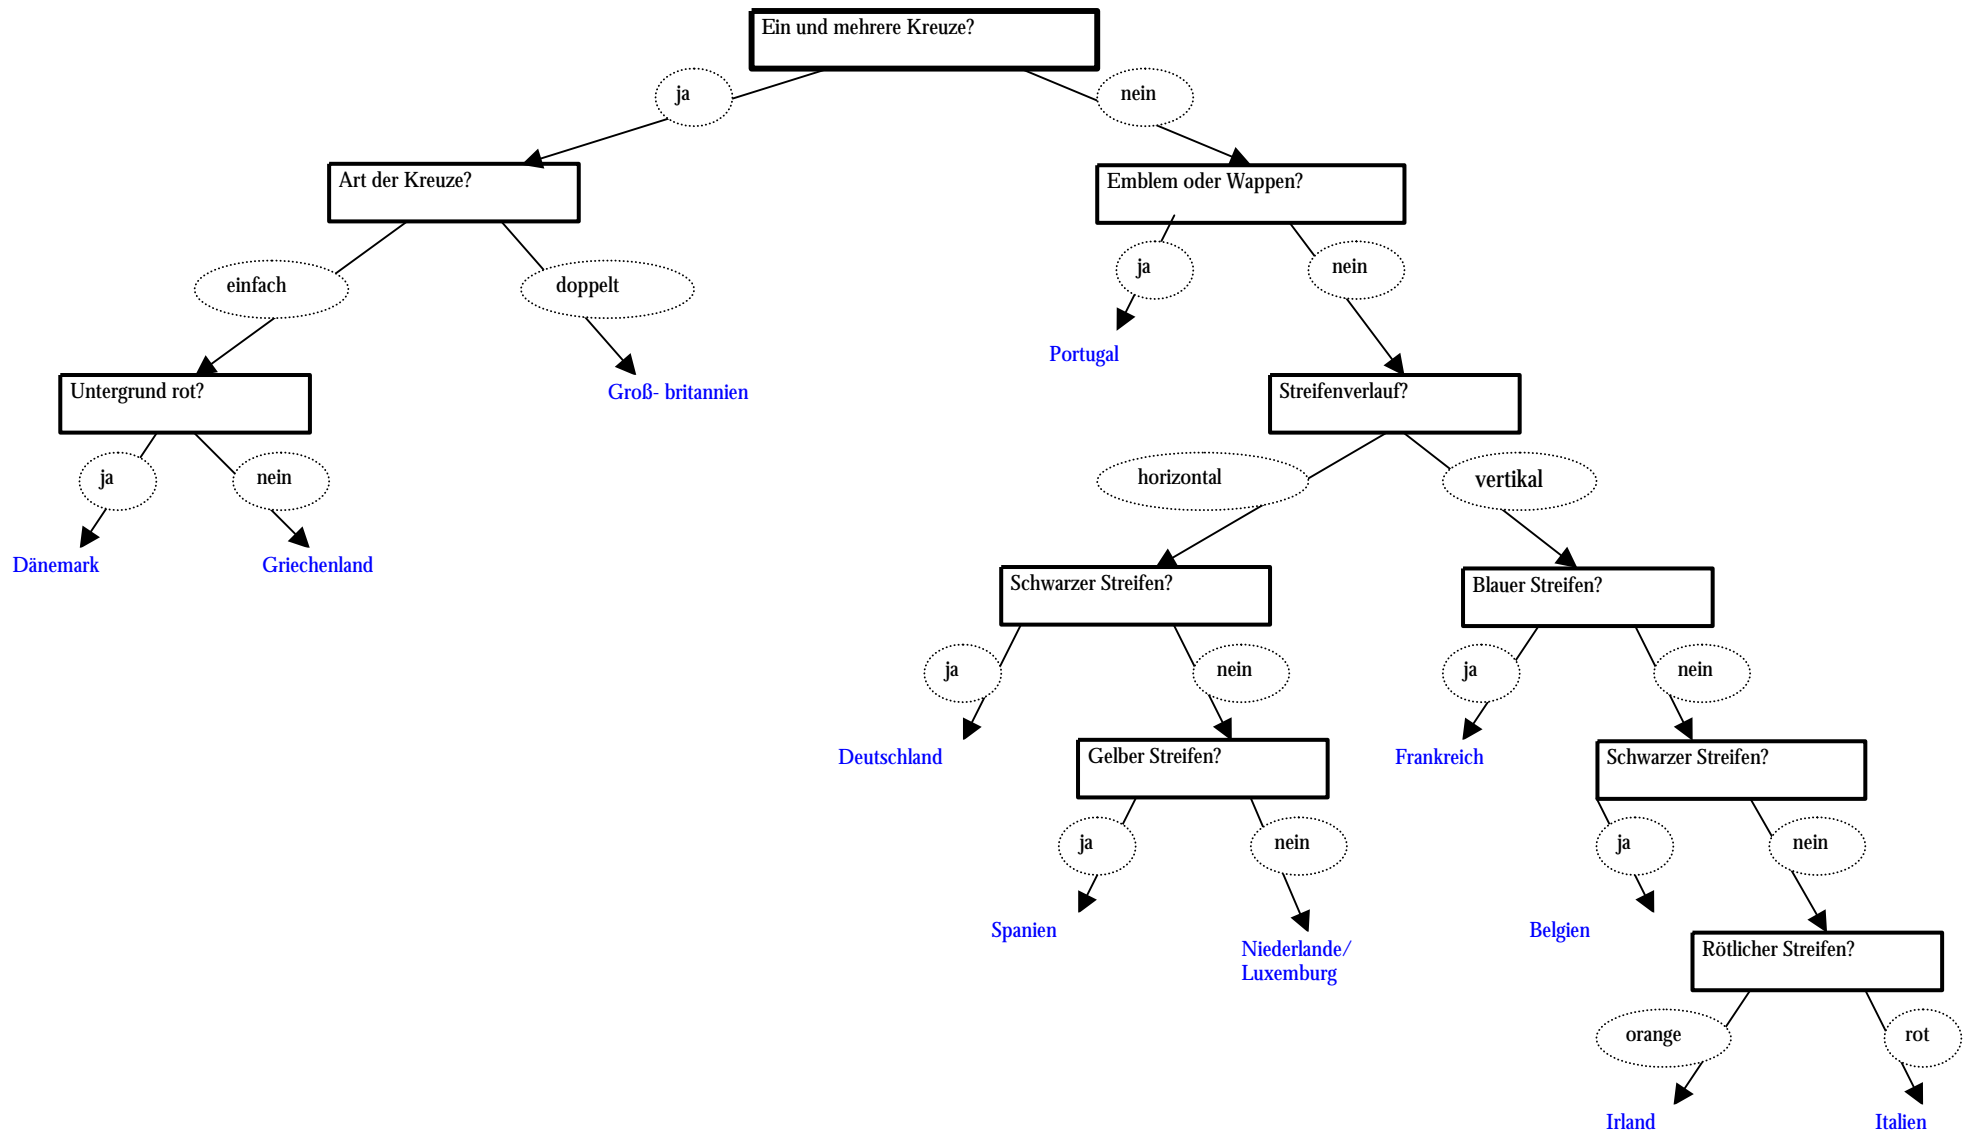 Ein und mehrere Kreuze?
ja
nein
Art der Kreuze?
Emblem oder Wappen?
einfach
doppelt
ja
nein
Portugal
Untergrund rot?
Groß- britannien
Streifenverlauf?
ja
nein
horizontal
vertikal
Dänemark
Griechenland
Schwarzer Streifen?
Blauer Streifen?
ja
nein
ja
nein
Deutschland
Gelber Streifen?
Frankreich
Schwarzer Streifen?
ja
nein
ja
nein
Spanien
Niederlande/
Luxemburg
Belgien
Rötlicher Streifen?
orange
rot
Irland
Italien